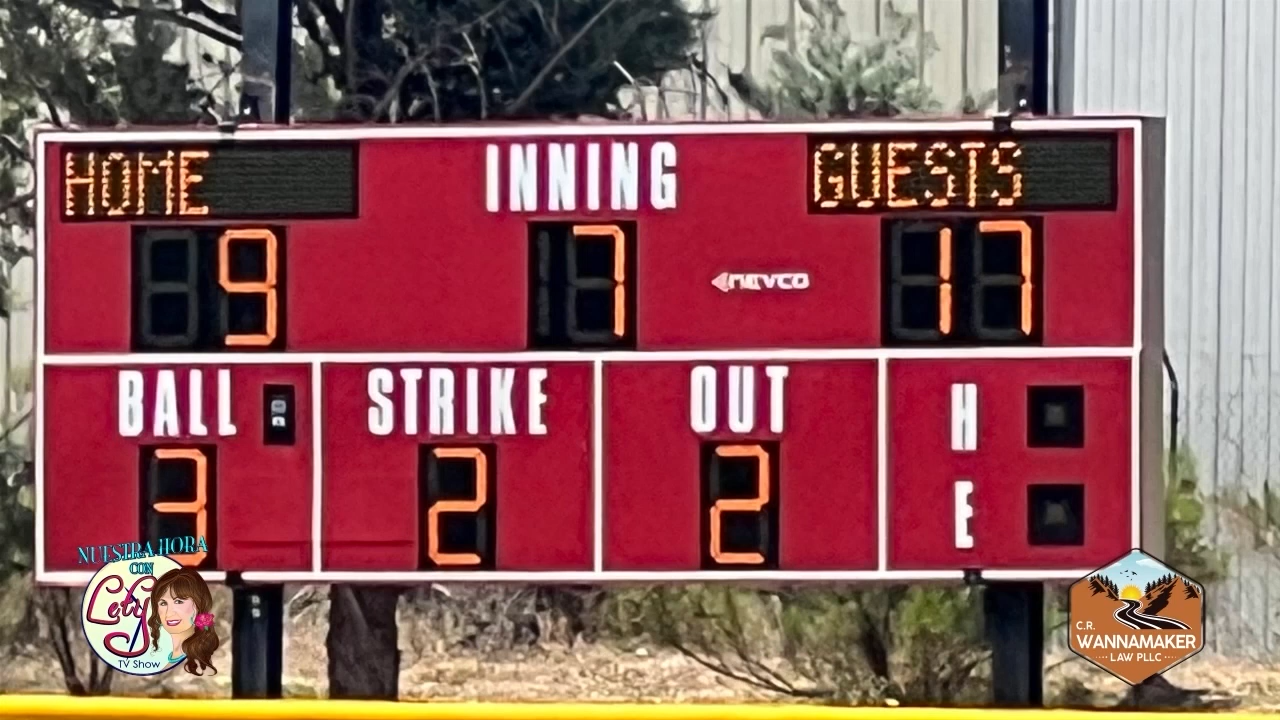 HOME INNING GUESTS
9 7 17
NEVCO
BALL STRIKE OUT H
3 2 2 E
NUESTRA HORA
CON
Lety
TV Show
C.R.
WANNAMAKER
LAW PLLC